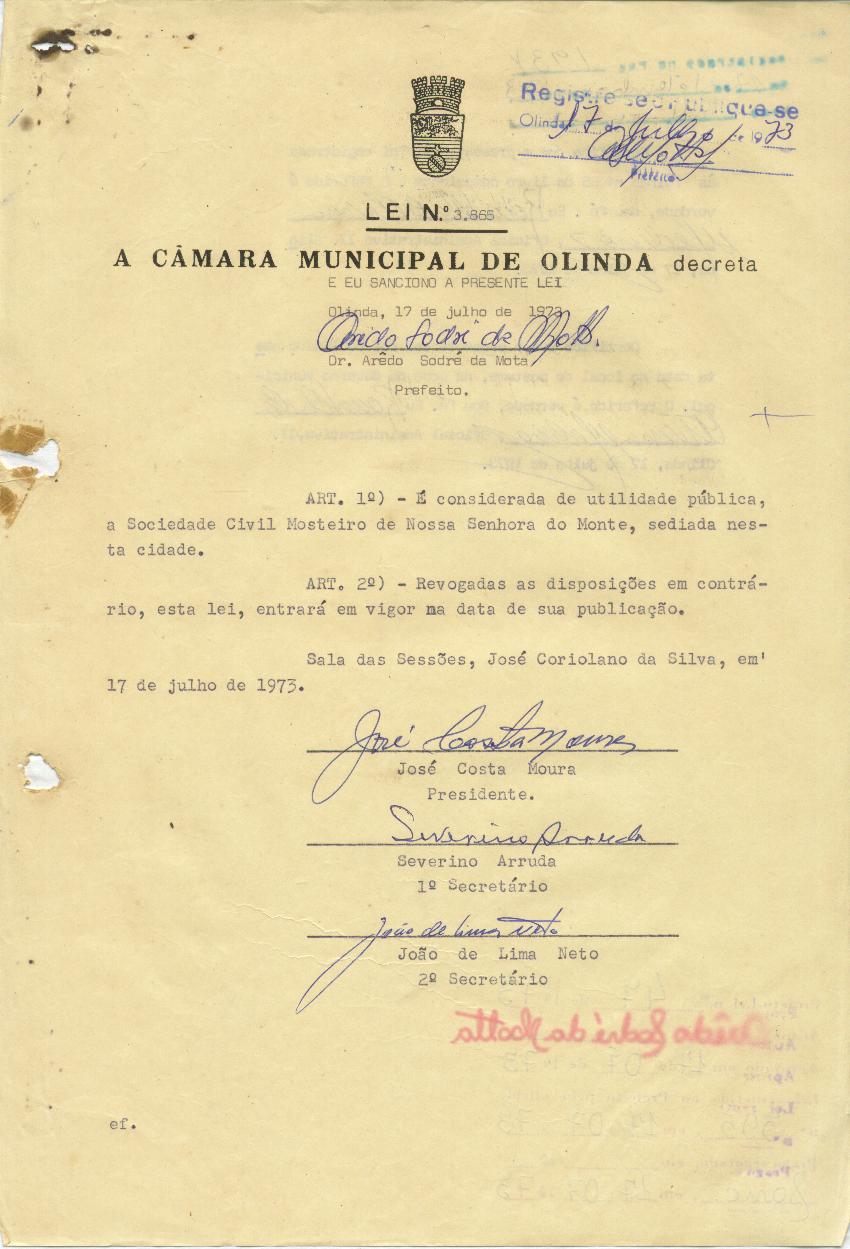 Registre-se e publique-se
Olinda, 17 de Julho de 1973
Prefeito
LEI N.º 3.865
A CÂMARA MUNICIPAL DE OLINDA decreta
E EU SANCIONO A PRESENTE LEI
Olinda, 17 de julho de 1973
Arêdo Sodré da Motta.
Dr. Arêdo Sodré da Mota
Prefeito.
ART. 1º) - É considerada de utilidade pública,
a Sociedade Civil Mosteiro de Nossa Senhora do Monte, sediada nes-
ta cidade.
ART. 2º) - Revogadas as disposições em contrá-
rio, esta lei, entrará em vigor na data de sua publicação.
Sala das Sessões, José Coriolano da Silva, em'
17 de julho de 1973.
José Costa Moura
José Costa Moura
Presidente.
Severino Arruda
Severino Arruda
1º Secretário
João de Lima Neto
João de Lima Neto
2º Secretário
Arêdo Sodré da Motta
ef.